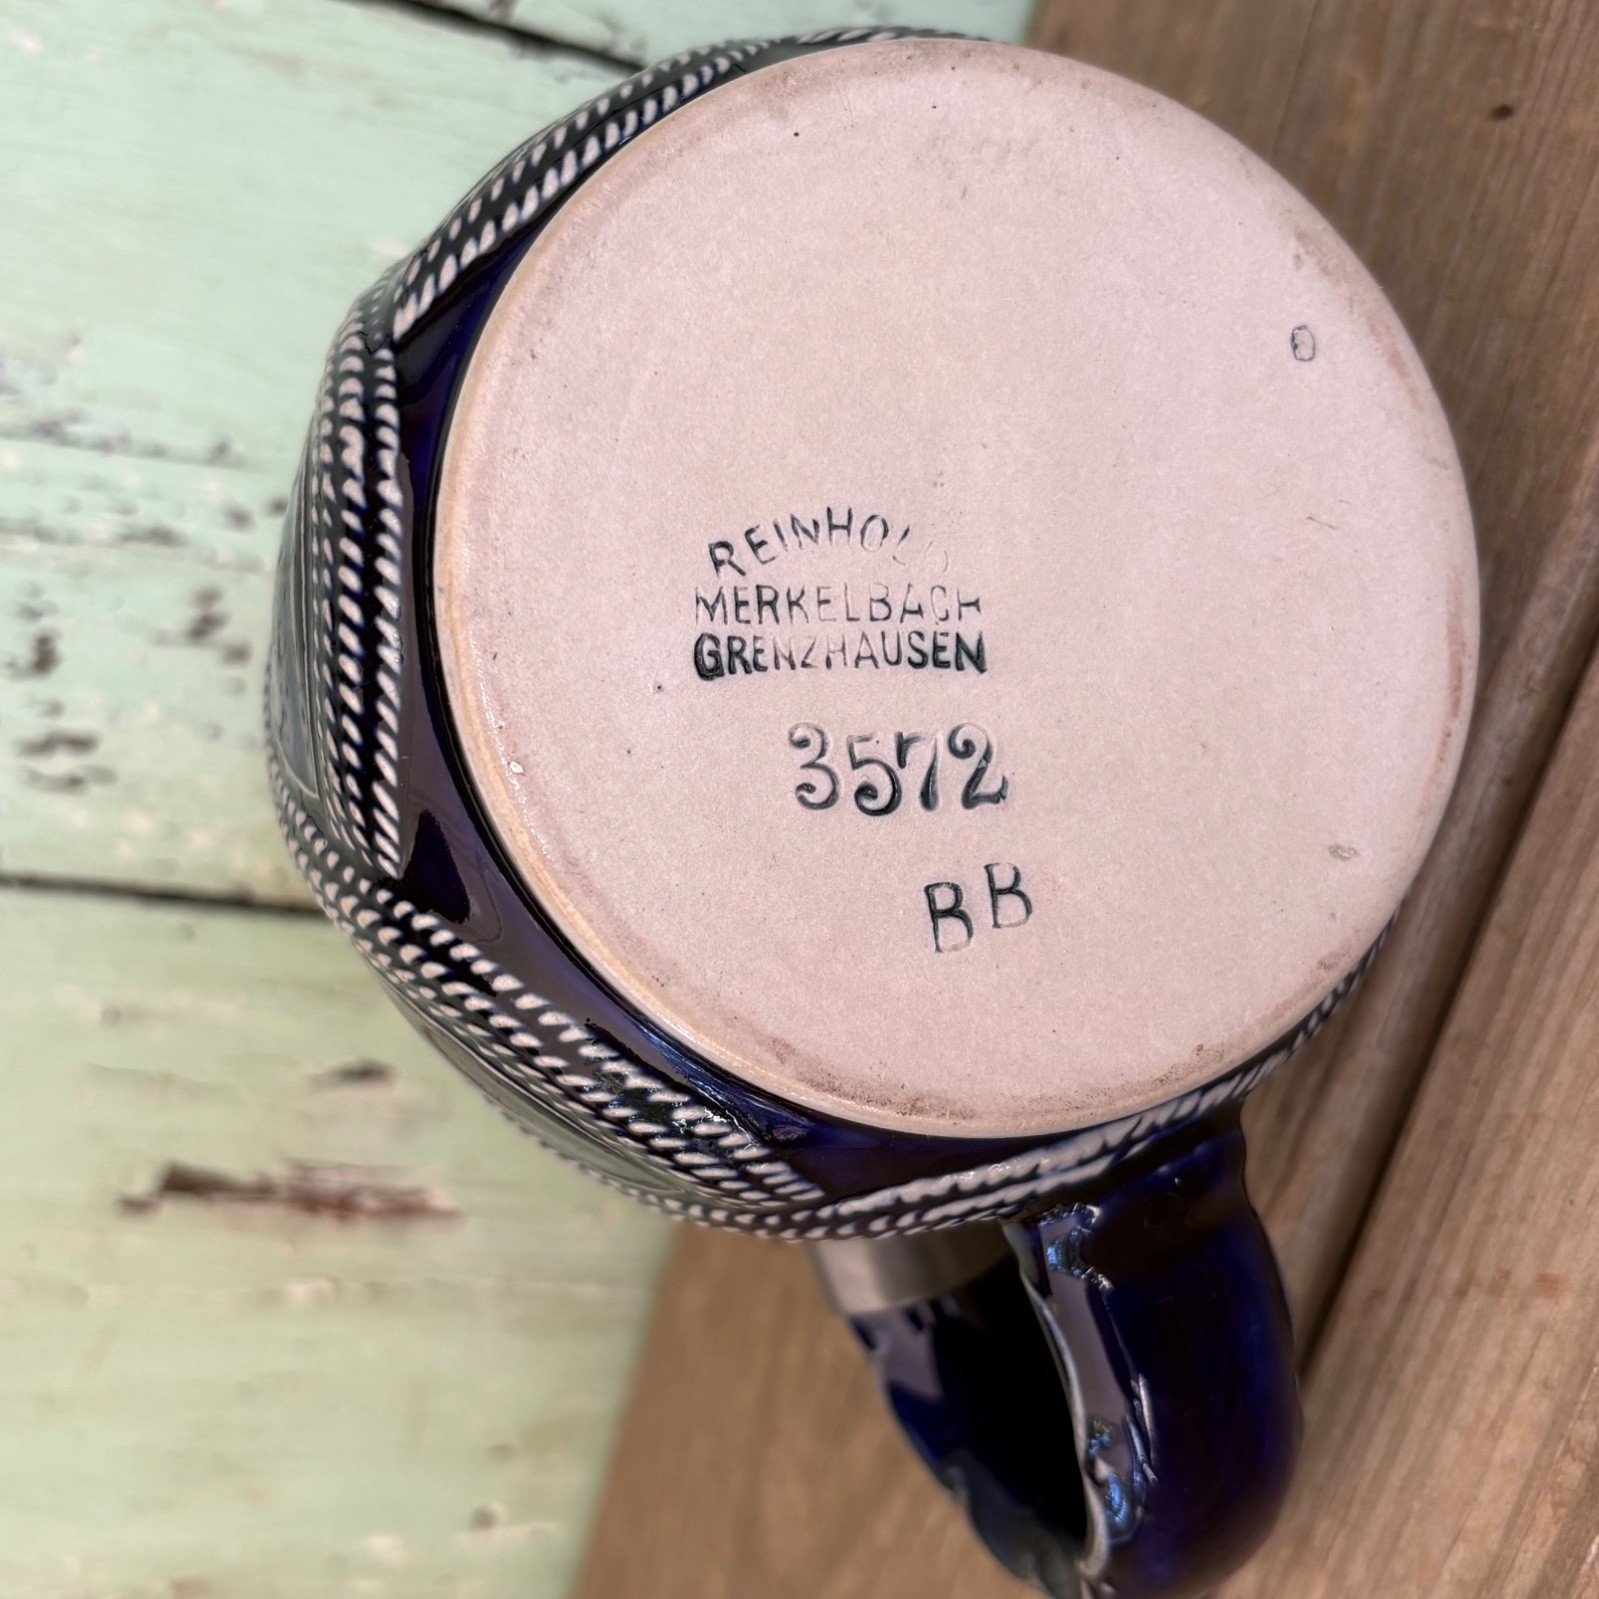 REINHOLD
MERKELBACH
GRENZHAUSEN
3572
BB